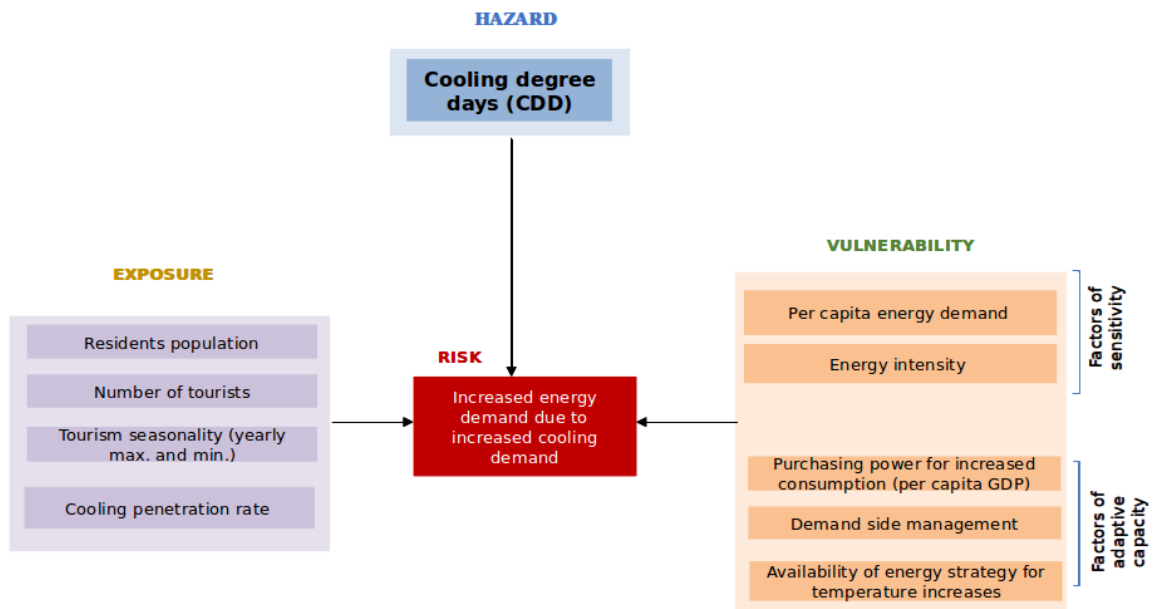 HAZARD
Cooling degree
days (CDD)
EXPOSURE
Residents population
Number of tourists
Tourism seasonality (yearly
max. and min.)
Cooling penetration rate
RISK
Increased energy
demand due to
increased cooling
demand
VULNERABILITY
Per capita energy demand
Energy intensity
Factors of
sensitivity
Purchasing power for increased
consumption (per capita GDP)
Demand side management
Availability of energy strategy for
temperature increases
Factors of
adaptive
capacity